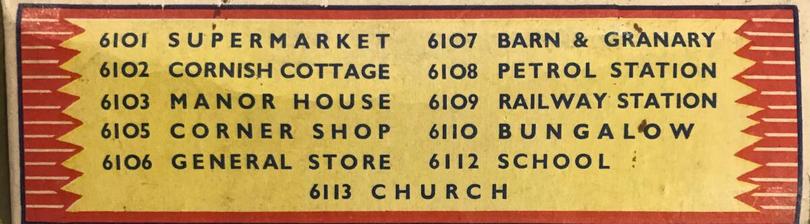 6101 SUPERMARKET 6107 BARN & GRANARY
6102 CORNISH COTTAGE 6108 PETROL STATION
6103 MANOR HOUSE 6109 RAILWAY STATION
6105 CORNER SHOP 6110 BUNGALOW
6106 GENERAL STORE 6112 SCHOOL
6113 CHURCH